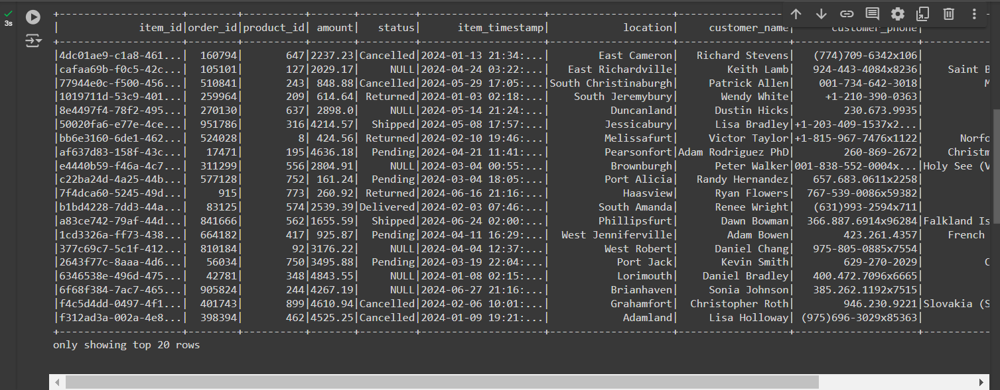 +--------------------+--------+----------+-------+---------+--------------------+------------------+------------------+--------------------+----------
|             item_id|order_id|product_id| amount|   status|      item_timestamp|          location|     customer_name|      customer_phone|
+--------------------+--------+----------+-------+---------+--------------------+------------------+------------------+--------------------+----------
3s
|4dc01ae9-c1a8-461...|  160794|       647|2237.23|Cancelled|2024-01-13 21:34:...|      East Cameron|   Richard Stevens|   (774)709-6342x106|
|cafaa69b-f0c5-42c...|  105101|       127|2029.17|     NULL|2024-04-24 03:22:...|  East Richardville|        Keith Lamb|  924-443-4084x8236|    Saint B
|77944e0c-f500-456...|  510841|       243| 848.88|Cancelled|2024-05-29 17:05:...|South Christinaburgh|     Patrick Allen|   001-734-642-3018|          M
|1019711d-53c9-401...|  259964|       209| 614.64| Returned|2024-01-03 02:18:...|   South Jeremybury|       Wendy White|    +1-210-390-0363|
|8e4497f4-78f2-495...|  270130|       637| 2898.0|     NULL|2024-05-14 21:24:...|         Duncanland|      Dustin Hicks|       230.673.9935|
|50020fa6-e77e-4ce...|  951786|       316|4214.57|  Shipped|2024-05-08 17:57:...|        Jessicabury|      Lisa Bradley|+1-203-409-1537x2...|
|bb6e3160-6de1-462...|  524028|         8| 424.56| Returned|2024-02-10 19:46:...|        Melissafurt|     Victor Taylor|+1-815-967-7476x1122|      Norfo
|af637d83-158f-43c...|   17471|       195|4636.18|  Pending|2024-04-21 11:41:...|        Pearsonfort|Adam Rodriguez PhD|       260-869-2672|    Christm
|e4440b59-f46a-4c7...|  311299|       556|2804.91|     NULL|2024-03-04 00:55:...|         Brownburgh|      Peter Walker|001-838-552-0004x...|Holy See (V
|c22ba24d-4a25-44b...|  577128|       752| 161.24|  Pending|2024-03-04 18:05:...|        Port Alicia|   Randy Hernandez|  657.683.0611x2258|
|7f4dca60-5245-49d...|     915|       773| 260.92| Returned|2024-06-16 21:16:...|           Haasview|      Ryan Flowers| 767-539-0086x59382|
|b1bd4228-7dd3-44a...|   83125|       574|2539.39|Delivered|2024-02-03 07:46:...|       South Amanda|      Renee Wright|   (631)993-2594x711|
|a83ce742-79af-44d...|  841666|       562|1655.59|  Shipped|2024-06-24 02:00:...|       Phillipsfurt|       Dawn Bowman| 366.887.6914x96284|Falkland Is
|1cd3326a-ff73-438...|  664182|       417| 925.87|  Pending|2024-04-11 16:29:...|   West Jenniferville|        Adam Bowen|       423.261.4357|    French
|377c69c7-5c1f-412...|  810184|        92|3176.22|     NULL|2024-04-04 12:37:...|        West Robert|      Daniel Chang|  975-805-0885x7554|
|2643f77c-8aaa-4d6...|   56034|       750|3495.88|  Pending|2024-03-19 22:04:...|          Port Jack|       Kevin Smith|       629-270-2029|          C
|6346538e-496d-475...|   42781|       348|4843.55|     NULL|2024-01-08 02:15:...|          Lorimouth|    Daniel Bradley|  400.472.7096x6665|
|6f68f384-7ac7-465...|  905824|       244|4267.19|     NULL|2024-06-27 21:16:...|         Brianhaven|     Sonia Johnson|  385.262.1192x7515|
|f4c5d4dd-0497-4f1...|  401743|       899|4610.94|Cancelled|2024-02-06 10:01:...|         Grahamfort|  Christopher Roth|       946.230.9221|Slovakia (S
|f312ad3a-002a-4e8...|  398394|       462|4525.25|Cancelled|2024-01-09 19:21:...|           Adamland|     Lisa Holloway| (975)696-3029x85363|
+--------------------+--------+----------+-------+---------+--------------------+------------------+------------------+--------------------+----------
only showing top 20 rows